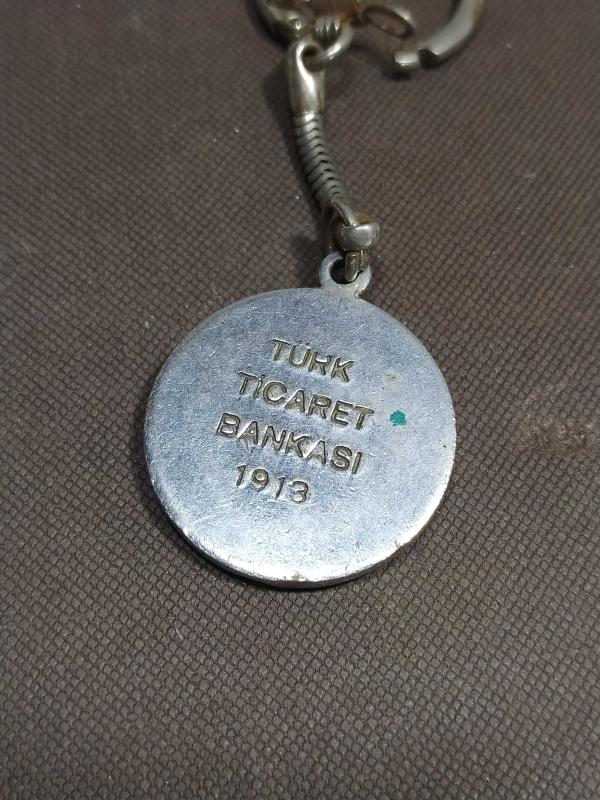 TÜRK
TİCARET
BANKASI
1913